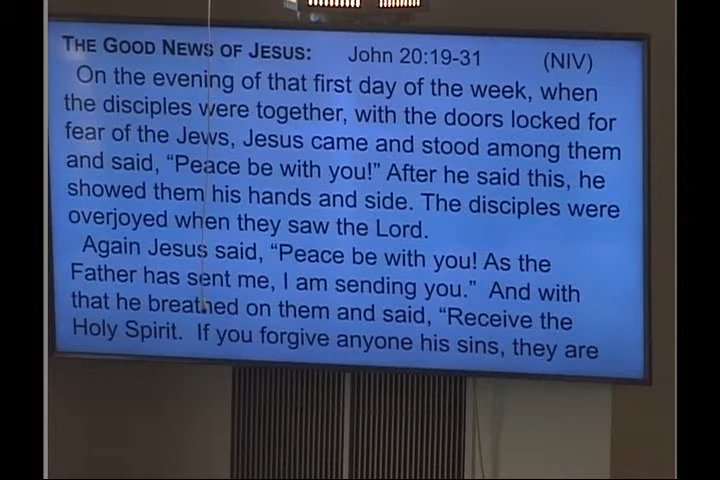 THE GOOD NEWS OF JESUS: John 20:19-31 (NIV)
On the evening of that first day of the week, when
the disciples were together, with the doors locked for
fear of the Jews, Jesus came and stood among them
and said, “Peace be with you!” After he said this, he
showed them his hands and side. The disciples were
overjoyed when they saw the Lord.
Again Jesus said, “Peace be with you! As the
Father has sent me, I am sending you.” And with
that he breathed on them and said, “Receive the
Holy Spirit. If you forgive anyone his sins, they are